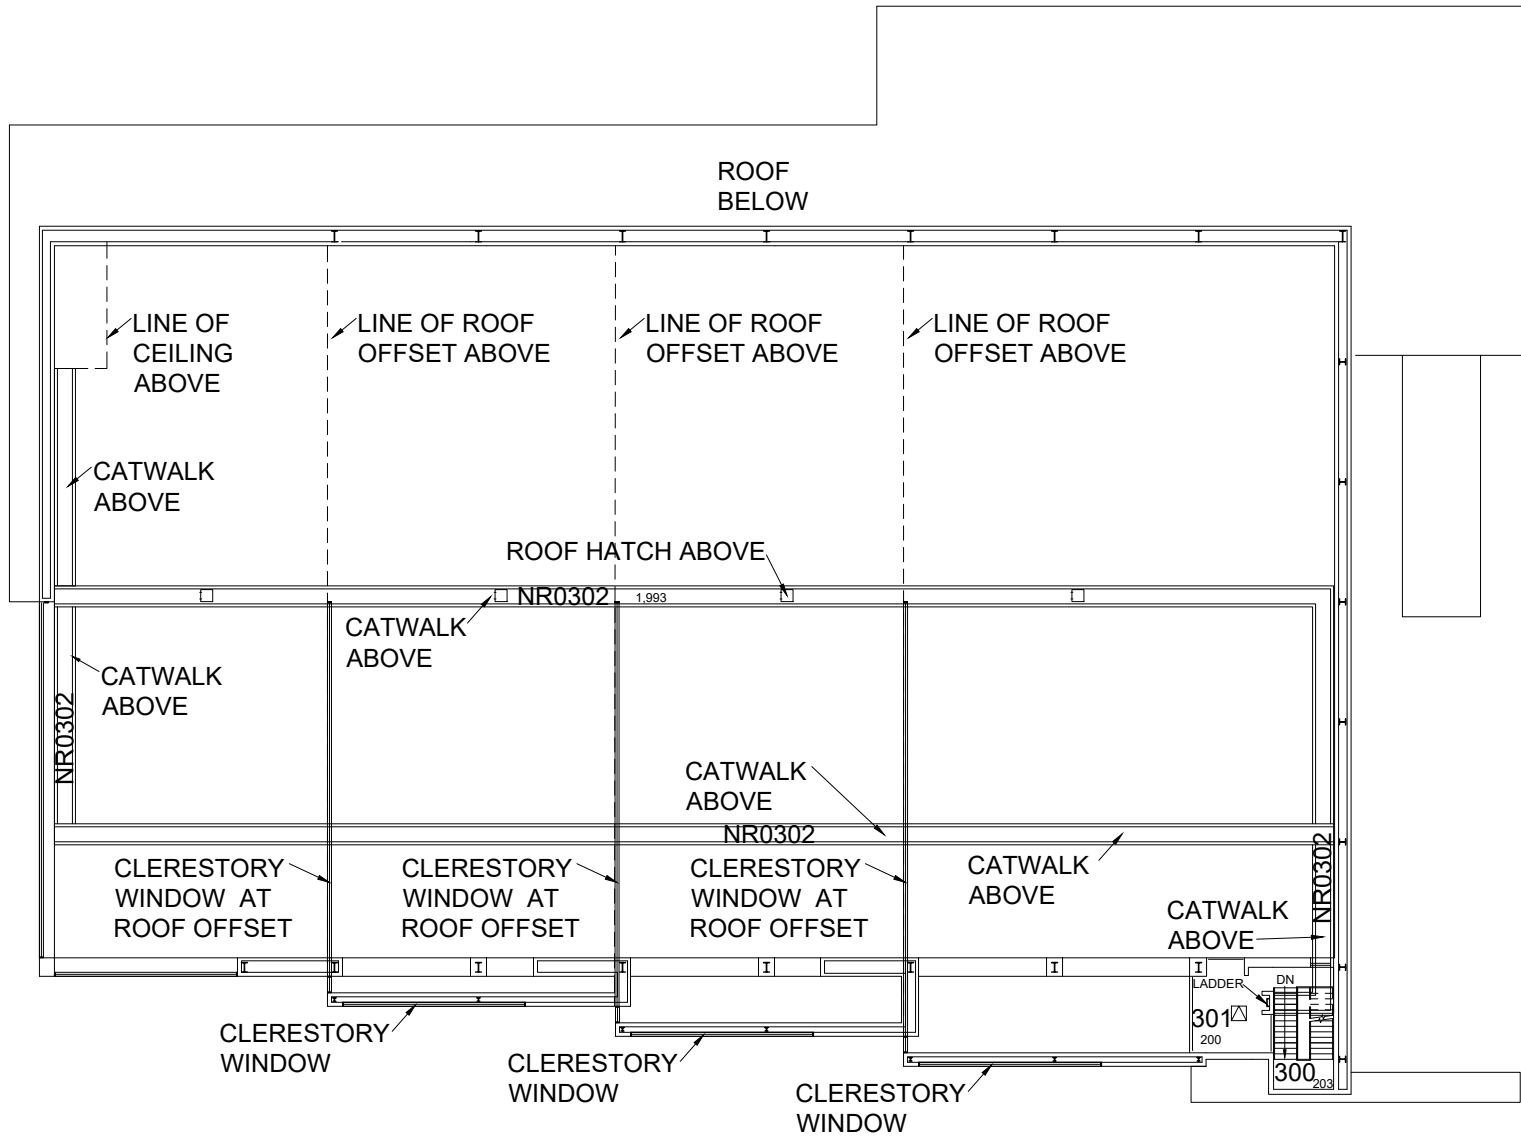 ROOF
BELOW
LINE OF
CEILING
ABOVE
LINE OF ROOF
OFFSET ABOVE
LINE OF ROOF
OFFSET ABOVE
LINE OF ROOF
OFFSET ABOVE
CATWALK
ABOVE
ROOF HATCH ABOVE
NR0302
1,993
CATWALK
ABOVE
CATWALK
ABOVE
NR0302
CATWALK
ABOVE
NR0302
CATWALK
ABOVE
NR0302
CLERESTORY
WINDOW AT
ROOF OFFSET
CLERESTORY
WINDOW AT
ROOF OFFSET
CLERESTORY
WINDOW AT
ROOF OFFSET
CATWALK
ABOVE
LADDER
DN
301
200
300
203
CLERESTORY
WINDOW
CLERESTORY
WINDOW
CLERESTORY
WINDOW